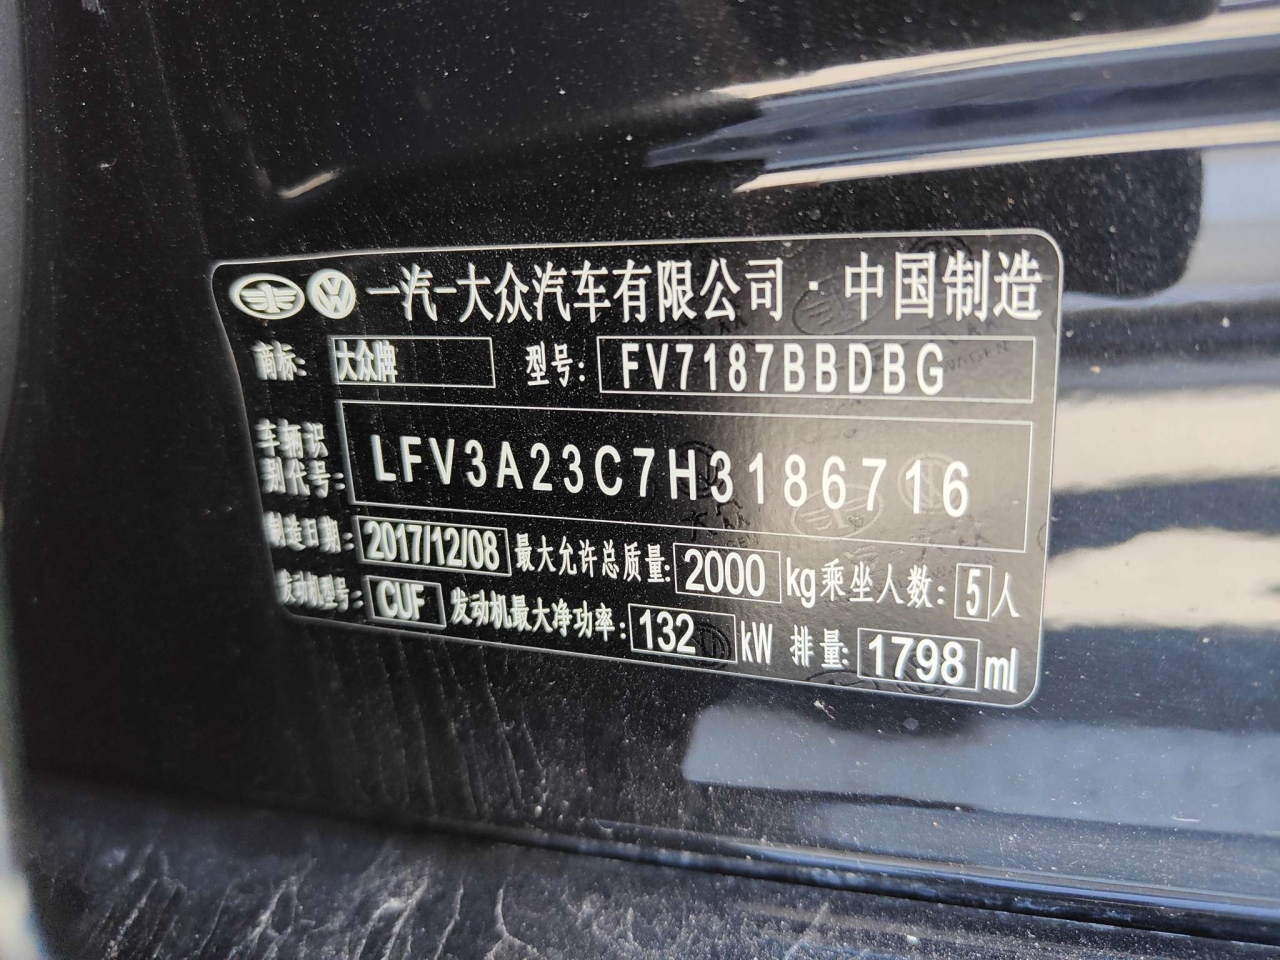 一汽-大众汽车有限公司·中国制造
商标: 大众牌 型号: FV7187BBDBG
车辆识别代号: LFV3A23C7H3186716
制造日期: 2017/12/08 最大允许总质量: 2000 kg 乘坐人数: 5 人
发动机型号: CUF 发动机最大净功率: 132 kW 排量: 1798 ml